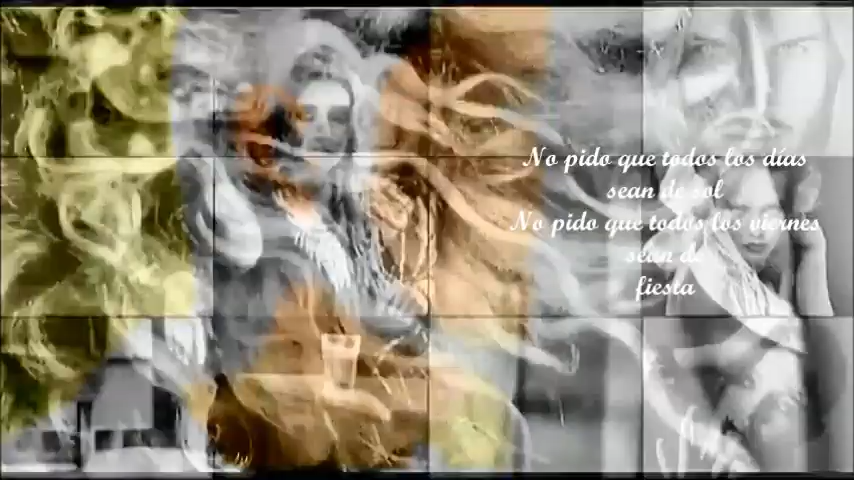 No pido que todos los días
sean de sol
No pido que todos los viernes
sean de
fiesta